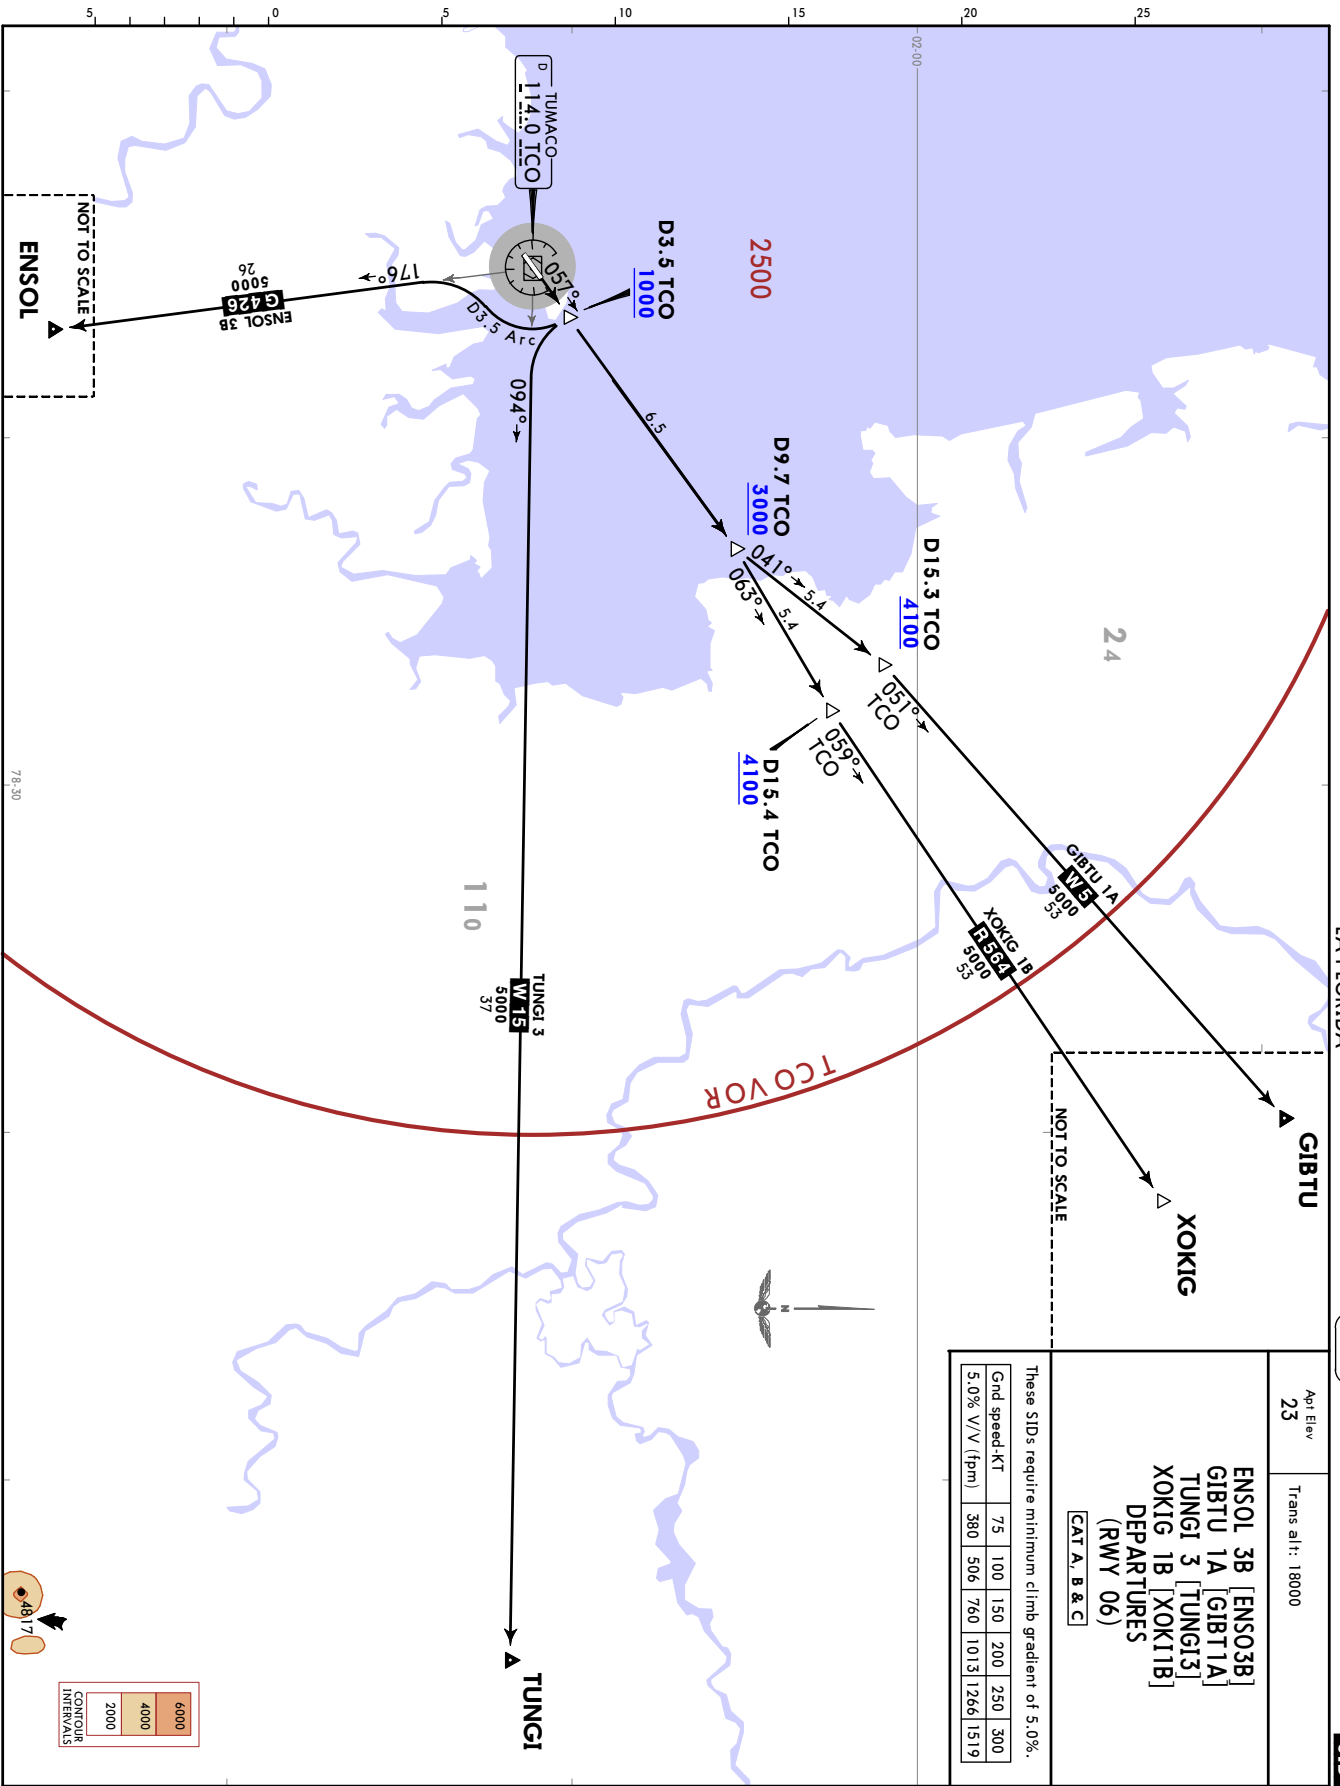 Apt Elev
23
Trans alt: 18000
ENSOL 3B [ENSO3B]
GIBTU 1A [GIBT1A]
TUNGI 3 [TUNGI3]
XOKIG 1B [XOKI1B]
DEPARTURES
(RWY 06)
CAT A, B & C
These SIDs require minimum climb gradient of 5.0%.
Gnd speed-KT 75 100 150 200 250 300
5.0% V/V (fpm) 380 506 760 1013 1266 1519
GIBTU
XOKIG
NOT TO SCALE
N
24
2500
D15.3 TCO
4100
051°
TCO
GIBTU 1A
W 5
5000
53
D9.7 TCO
3000
041°
5.4
063°
5.4
D15.4 TCO
4100
059°
TCO
XOKIG 1B
R 564
5000
53
02-00
TCO VOR
D3.5 TCO
1000
6.5
TUMACO
D 114.0 TCO
057°
D3.5 Arc
094°
TUNGI 3
W 15
5000
37
TUNGI
110
176°
ENSOL 3B
G 426
5000
26
NOT TO SCALE
ENSOL
78-30
4817
6000
4000
2000
CONTOUR
INTERVALS
5
0
5
10
15
20
25